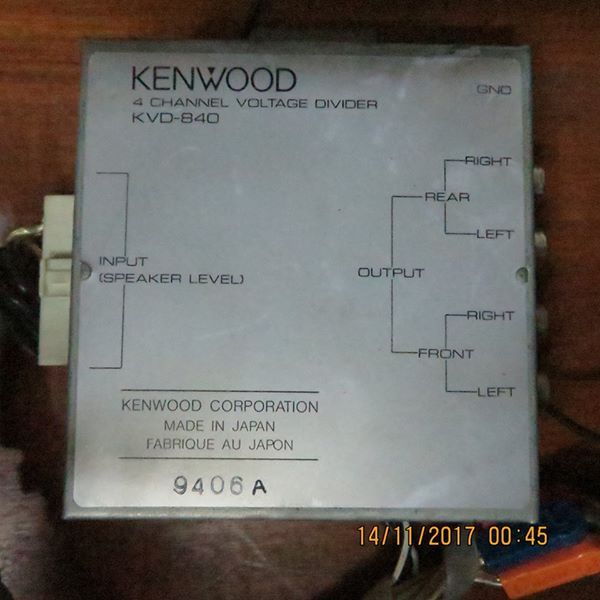 KENWOOD
4 CHANNEL VOLTAGE DIVIDER
KVD-840
GND
RIGHT
REAR
LEFT
INPUT
(SPEAKER LEVEL)
OUTPUT
RIGHT
FRONT
LEFT
KENWOOD CORPORATION
MADE IN JAPAN
FABRIQUE AU JAPON
9406 A
14/11/2017 00:45